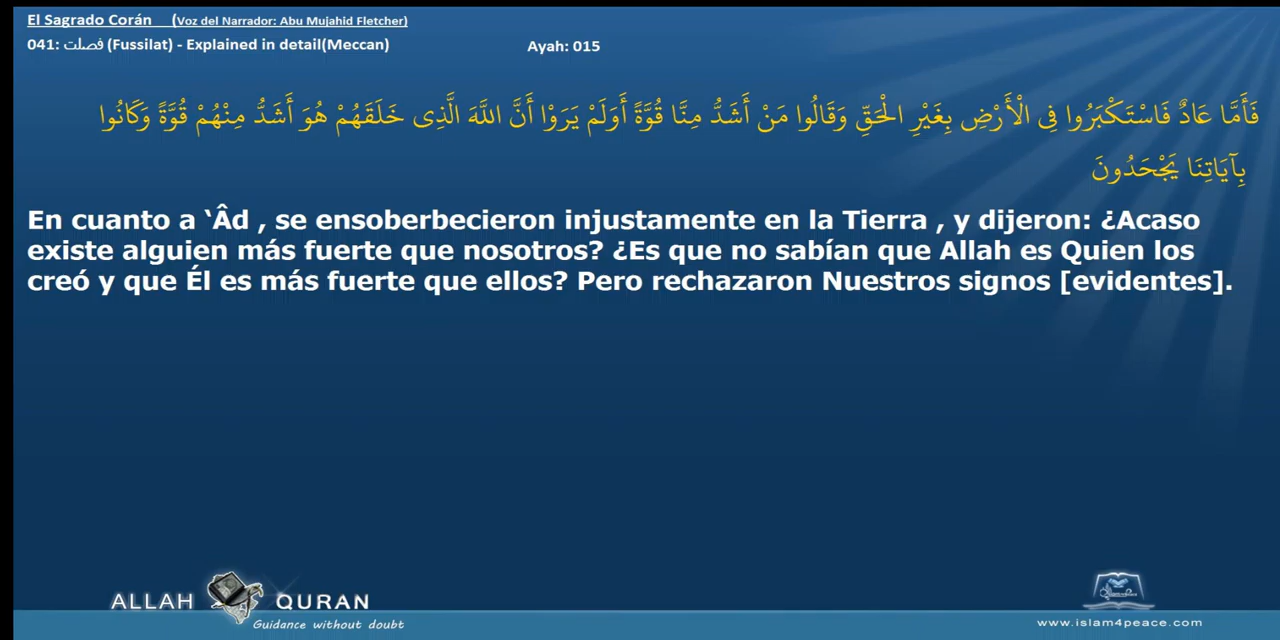 El Sagrado Corán (Voz del Narrador: Abu Mujahid Fletcher)
041: فصلت (Fussilat) - Explained in detail(Meccan) Ayah: 015
فَأَمَّا عَادٌ فَاسْتَكْبَرُوا فِى الْأَرْضِ بِغَيْرِ الْحَقِّ وَقَالُوا مَنْ أَشَدُّ مِنَّا قُوَّةً أَوَلَمْ يَرَوْا أَنَّ اللَّهَ الَّذِى خَلَقَهُمْ هُوَ أَشَدُّ مِنْهُمْ قُوَّةً وَكَانُوا
بِآيَاتِنَا يَجْحَدُونَ
En cuanto a ‘Âd , se ensoberbecieron injustamente en la Tierra , y dijeron: ¿Acaso
existe alguien más fuerte que nosotros? ¿Es que no sabían que Allah es Quien los
creó y que Él es más fuerte que ellos? Pero rechazaron Nuestros signos [evidentes].
ALLAH QURAN
Guidance without doubt
www.islam4peace.com